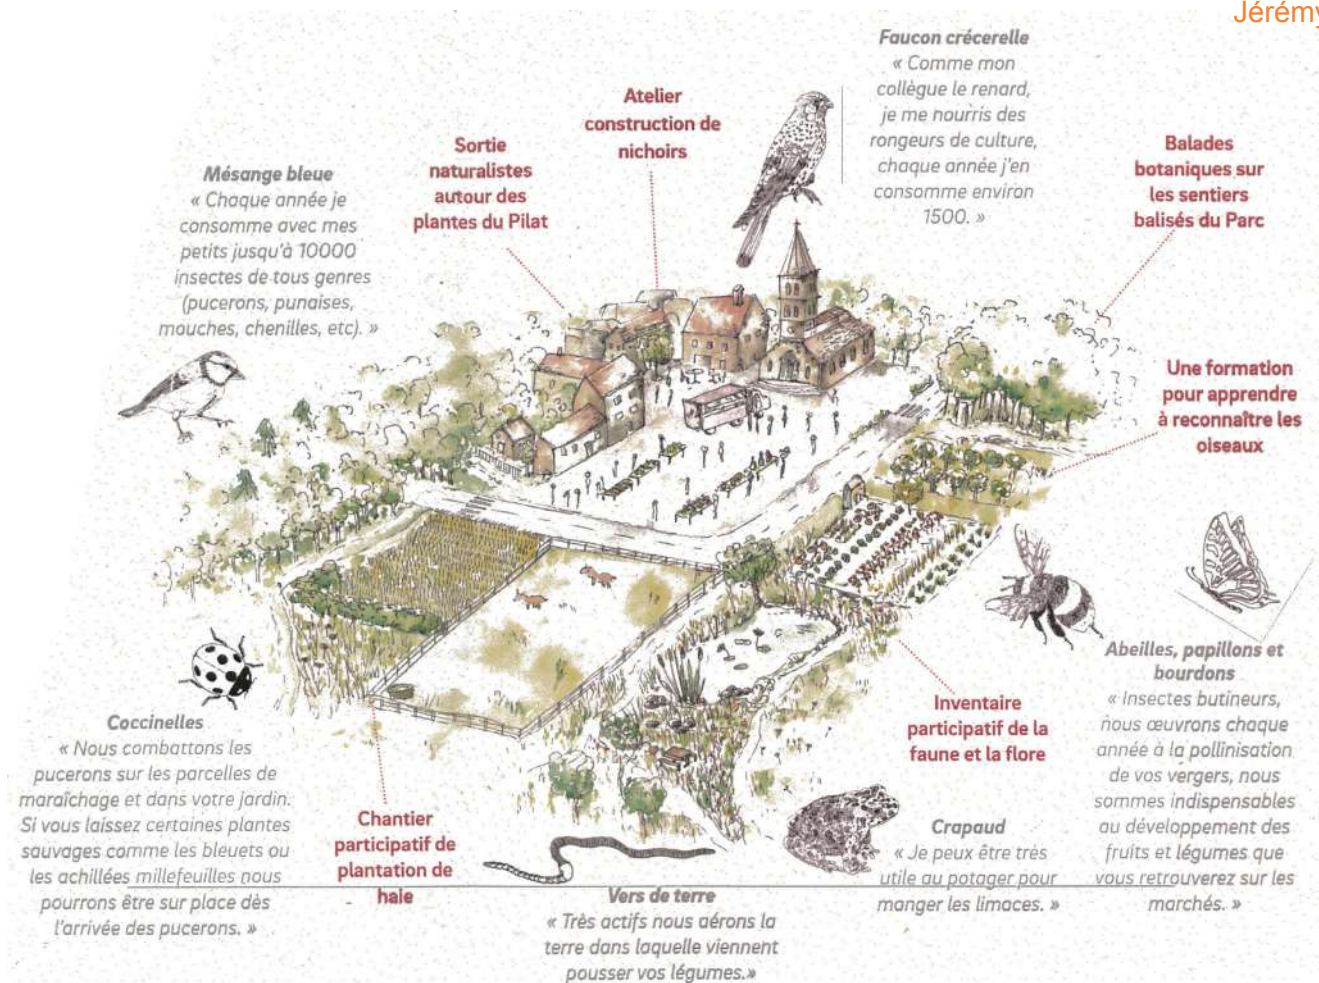 Jérémy
Faucon crécerelle
« Comme mon
collègue le renard,
je me nourris des
rongeurs de culture,
chaque année j'en
consomme environ
1500. »
Atelier
construction de
nichoirs
Sortie
naturalistes
autour des
plantes du Pilat
Balades
botaniques sur
les sentiers
balisés du Parc
Mésange bleue
« Chaque année je
consomme avec mes
petits jusqu'à 10000
insectes de tous genres
(pucerons, punaises,
mouches, chenilles, etc). »
Une formation
pour apprendre
à reconnaître les
oiseaux
Abeilles, papillons et
bourdons
« Insectes butineurs,
nous œuvrons chaque
année à la pollinisation
de vos vergers, nous
sommes indispensables
au développement des
fruits et légumes que
vous retrouverez sur les
marchés. »
Inventaire
participatif de la
faune et la flore
Coccinelles
« Nous combattons les
pucerons sur les parcelles de
maraîchage et dans votre jardin.
Si vous laissez certaines plantes
sauvages comme les bleuets ou
les achillées millefeuilles nous
pourrons être sur place dès
l'arrivée des pucerons. »
Chantier
participatif de
plantation de
haie
Crapaud
« Je peux être très
utile au potager pour
manger les limaces. »
Vers de terre
« Très actifs nous aérons la
terre dans laquelle viennent
pousser vos légumes.»